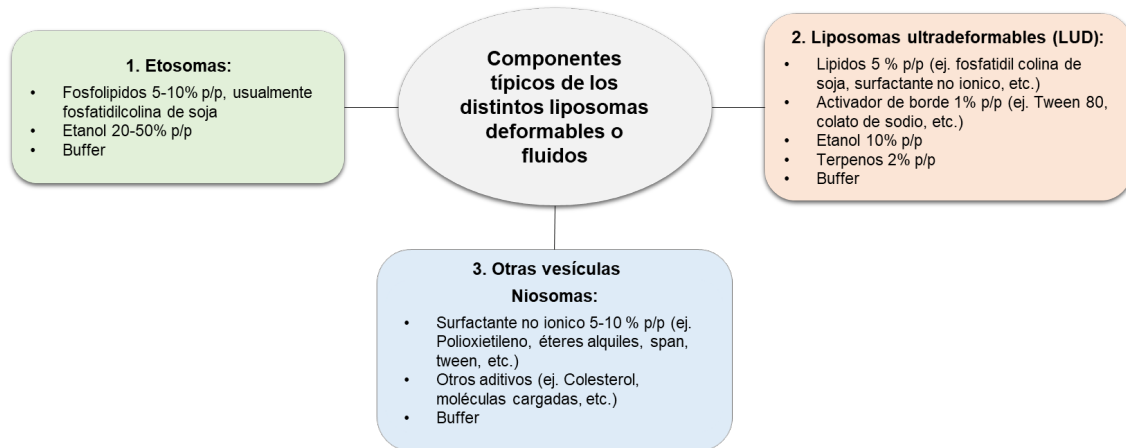 Componentes
típicos de los
distintos liposomas
deformables o
fluidos
1. Etosomas:
• Fosfolipidos 5-10% p/p, usualmente
fosfatidilcolina de soja
• Etanol 20-50% p/p
• Buffer
2. Liposomas ultradeformables (LUD):
• Lipidos 5 % p/p (ej. fosfatidil colina de
soja, surfactante no ionico, etc.)
• Activador de borde 1% p/p (ej. Tween 80,
colato de sodio, etc.)
• Etanol 10% p/p
• Terpenos 2% p/p
• Buffer
3. Otras vesículas
Niosomas:
• Surfactante no ionico 5-10 % p/p (ej.
Polioxietileno, éteres alquiles, span,
tween, etc.)
• Otros aditivos (ej. Colesterol,
moléculas cargadas, etc.)
• Buffer